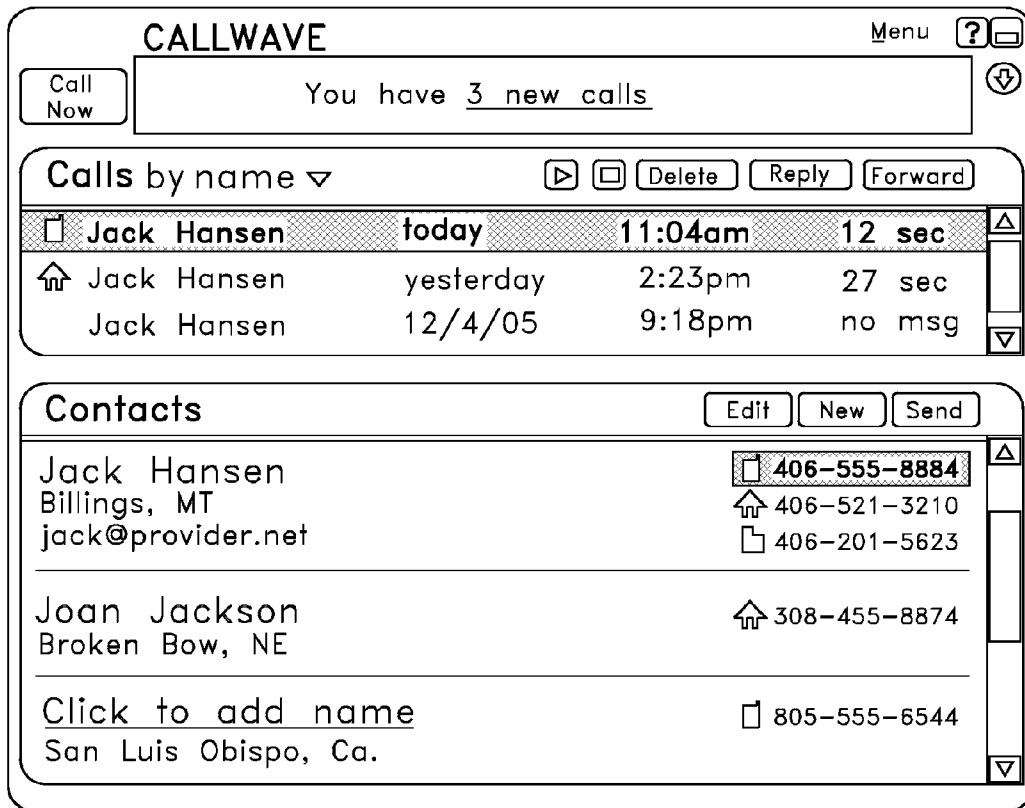 CALLWAVE Menu ?
Call Now
You have 3 new calls
Calls by name Delete Reply Forward
Jack Hansen today 11:04am 12 sec
Jack Hansen yesterday 2:23pm 27 sec
Jack Hansen 12/4/05 9:18pm no msg
Contacts Edit New Send
Jack Hansen 406-555-8884
Billings, MT 406-521-3210
jack@provider.net 406-201-5623
Joan Jackson 308-455-8874
Broken Bow, NE
Click to add name 805-555-6544
San Luis Obispo, Ca.